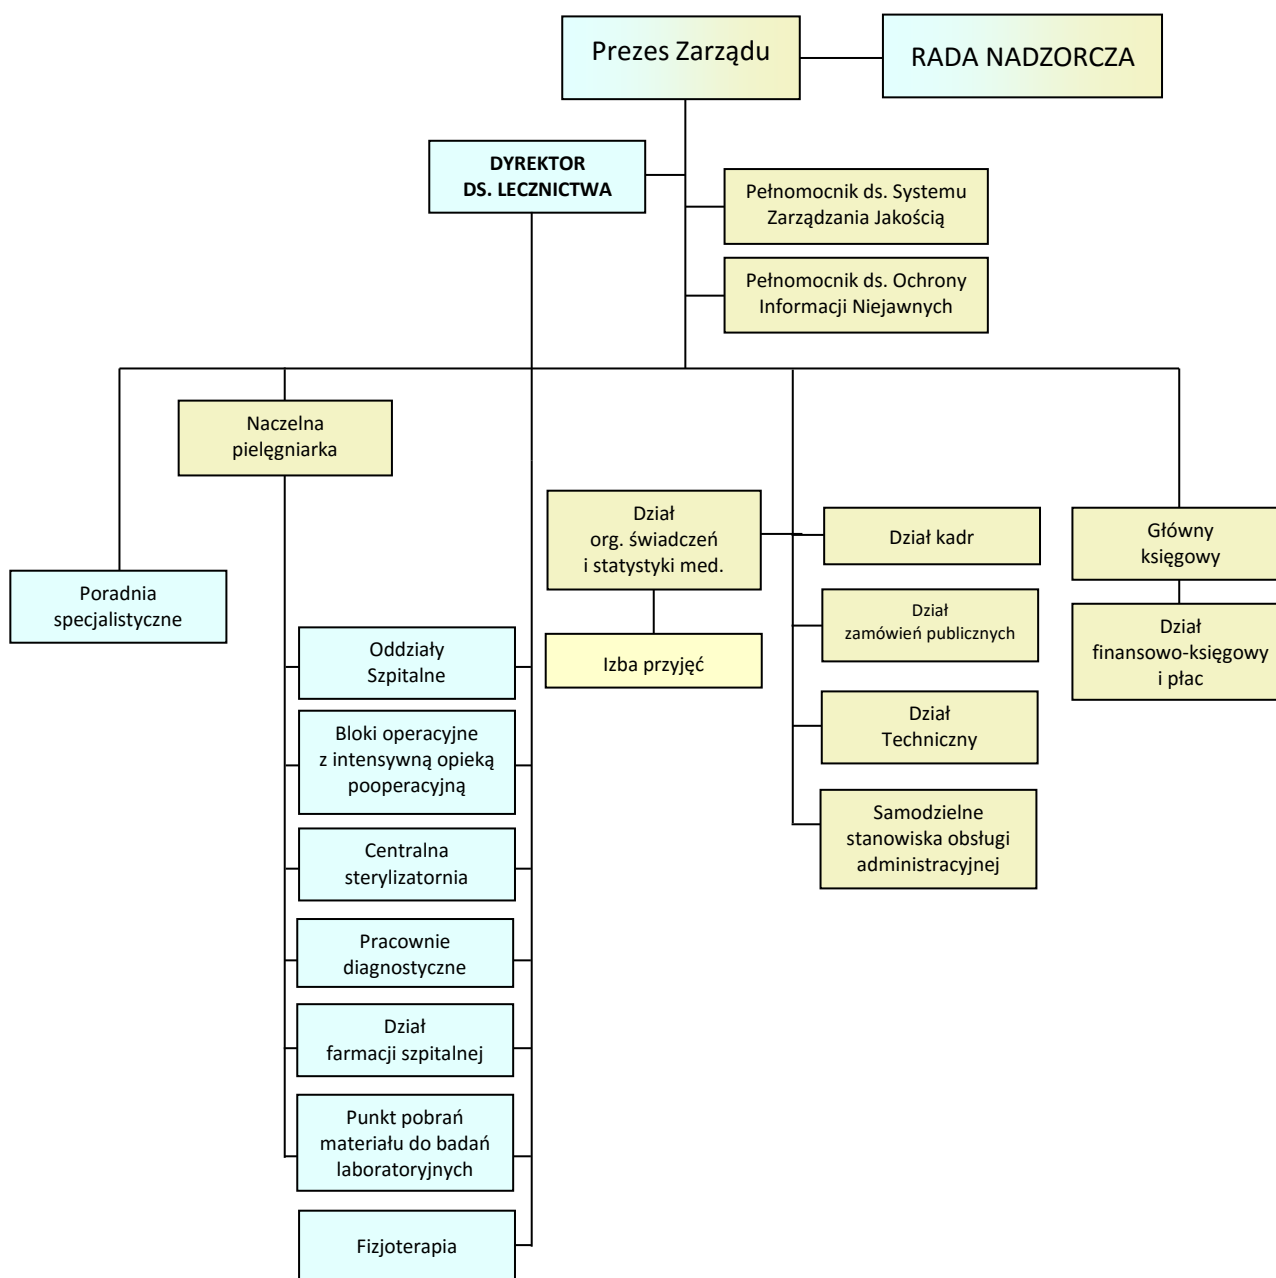 Prezes Zarządu
RADA NADZORCZA
DYREKTOR
DS. LECZNICTWA
Pełnomocnik ds. Systemu
Zarządzania Jakością
Pełnomocnik ds. Ochrony
Informacji Niejawnych
Naczelna
pielęgniarka
Dział
org. świadczeń
i statystyki med.
Dział kadr
Główny
księgowy
Poradnia
specjalistyczne
Dział
zamówień publicznych
Dział
finansowo-księgowy
i płac
Oddziały
Szpitalne
Izba przyjęć
Bloki operacyjne
z intensywną opieką
pooperacyjną
Dział
Techniczny
Samodzielne
stanowiska obsługi
administracyjnej
Centralna
sterylizatornia
Pracownie
diagnostyczne
Dział
farmacji szpitalnej
Punkt pobrań
materiału do badań
laboratoryjnych
Fizjoterapia